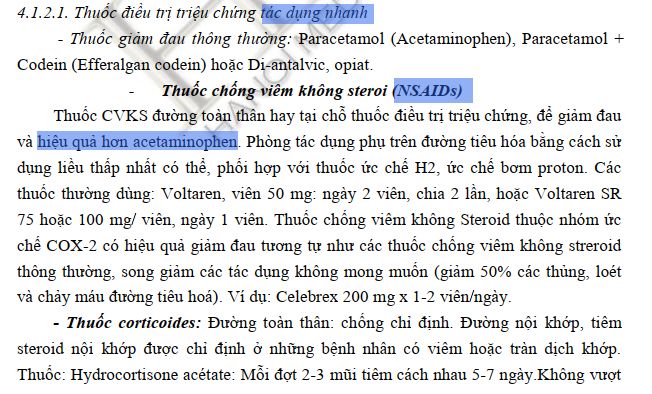 4.1.2.1. Thuốc điều trị triệu chứng tác dụng nhanh
- Thuốc giảm đau thông thường: Paracetamol (Acetaminophen), Paracetamol +
Codein (Efferalgan codein) hoặc Di-antalvic, opiat.
- Thuốc chống viêm không steroi (NSAIDs)
Thuốc CVKS đường toàn thân hay tại chỗ thuốc điều trị triệu chứng, để giảm đau
và hiệu quả hơn acetaminophen. Phòng tác dụng phụ trên đường tiêu hóa bằng cách sử
dụng liều thấp nhất có thể, phối hợp với thuốc ức chế H2, ức chế bơm proton. Các
thuốc thường dùng: Voltaren, viên 50 mg: ngày 2 viên, chia 2 lần, hoặc Voltaren SR
75 hoặc 100 mg/ viên, ngày 1 viên. Thuốc chống viêm không Steroid thuộc nhóm ức
chế COX-2 có hiệu quả giảm đau tương tự như các thuốc chống viêm không streroid
thông thường, song giảm các tác dụng không mong muốn (giảm 50% các thủng, loét
và chảy máu đường tiêu hoá). Ví dụ: Celebrex 200 mg x 1-2 viên/ngày.
- Thuốc corticoides: Đường toàn thân: chống chỉ định. Đường nội khớp, tiêm
steroid nội khớp được chỉ định ở những bệnh nhân có viêm hoặc tràn dịch khớp.
Thuốc: Hydrocortisone acétate: Mỗi đợt 2-3 mũi tiêm cách nhau 5-7 ngày.Không vượt